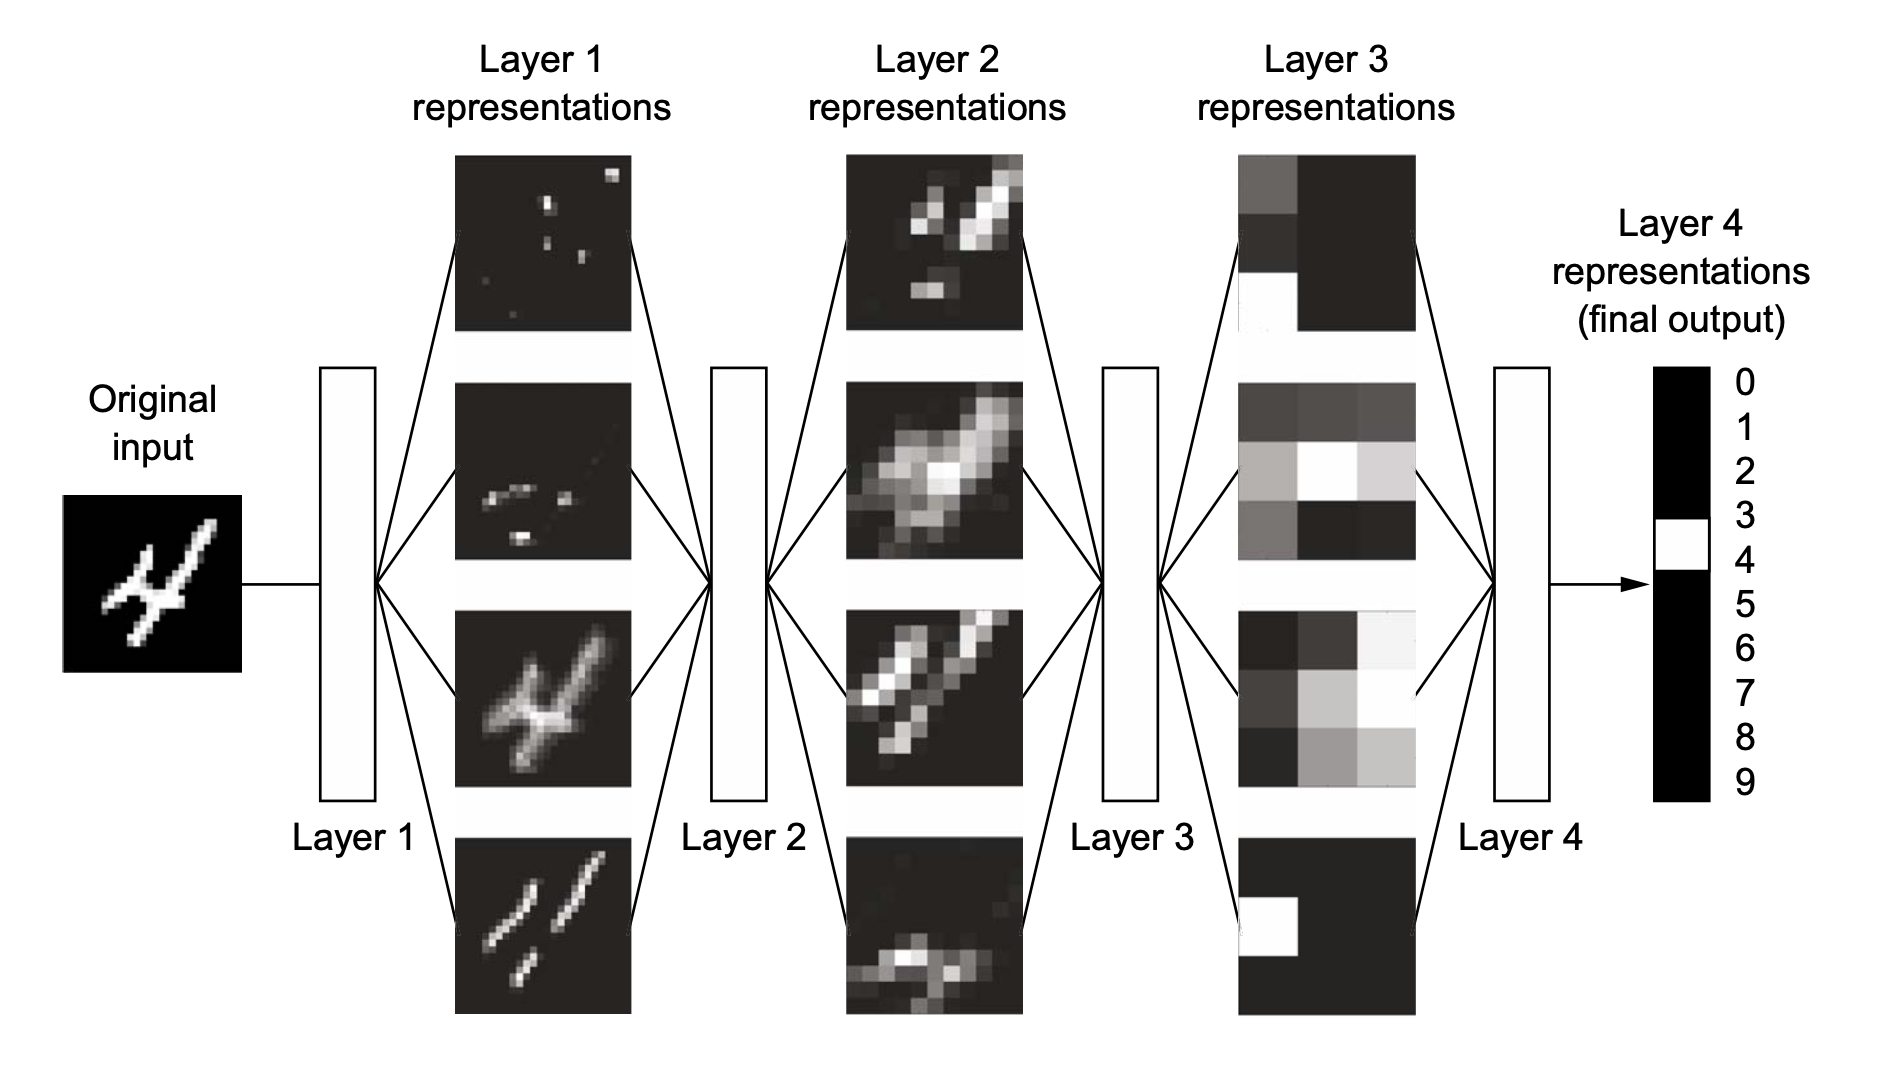 Layer 1
representations
Layer 2
representations
Layer 3
representations
Layer 4
representations
(final output)
Original
input
0
1
2
3
4
5
6
7
8
9
Layer 1
Layer 2
Layer 3
Layer 4